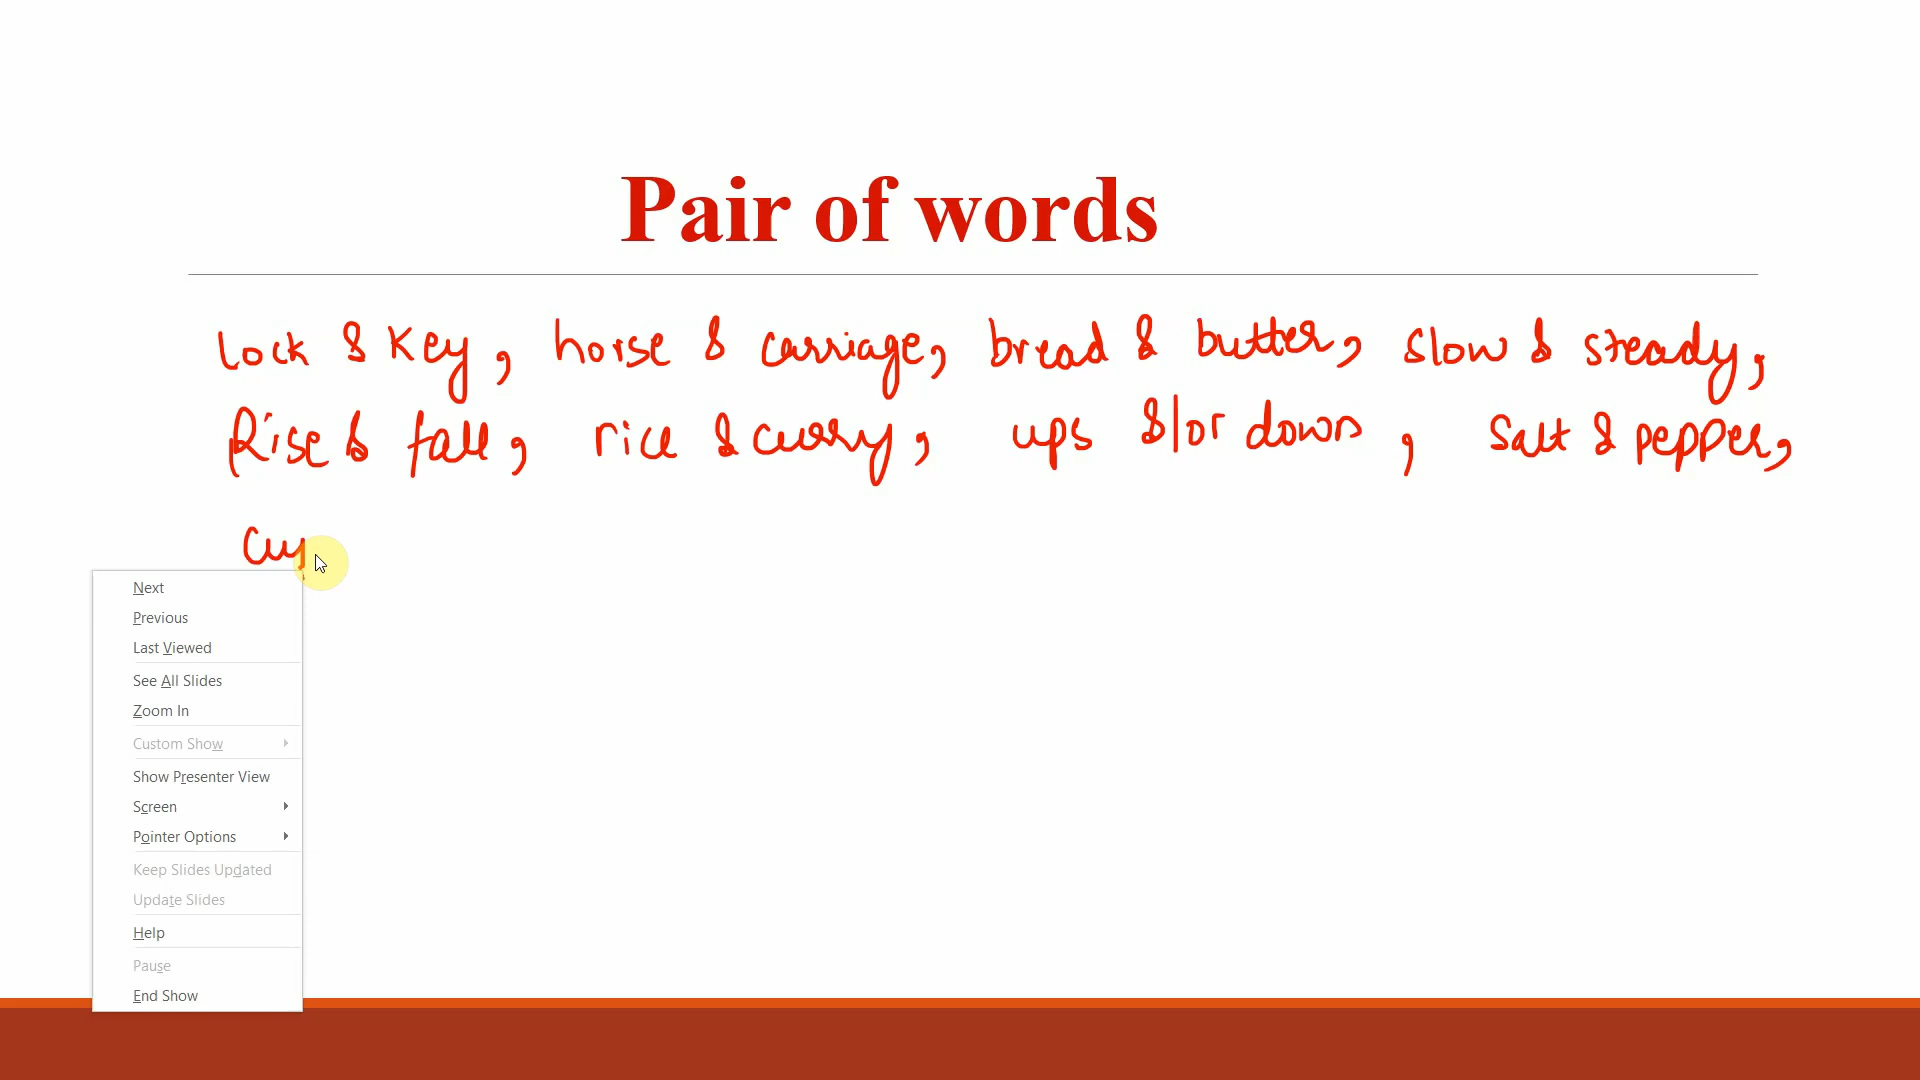 Pair of words
lock & key, horse & carriage, bread & butter, slow & steady,
Rise & fall, rice & curry, ups &/or down, salt & pepper,
Next
Previous
Last Viewed
See All Slides
Zoom In
Custom Show
Show Presenter View
Screen
Pointer Options
Keep Slides Updated
Update Slides
Help
Pause
End Show